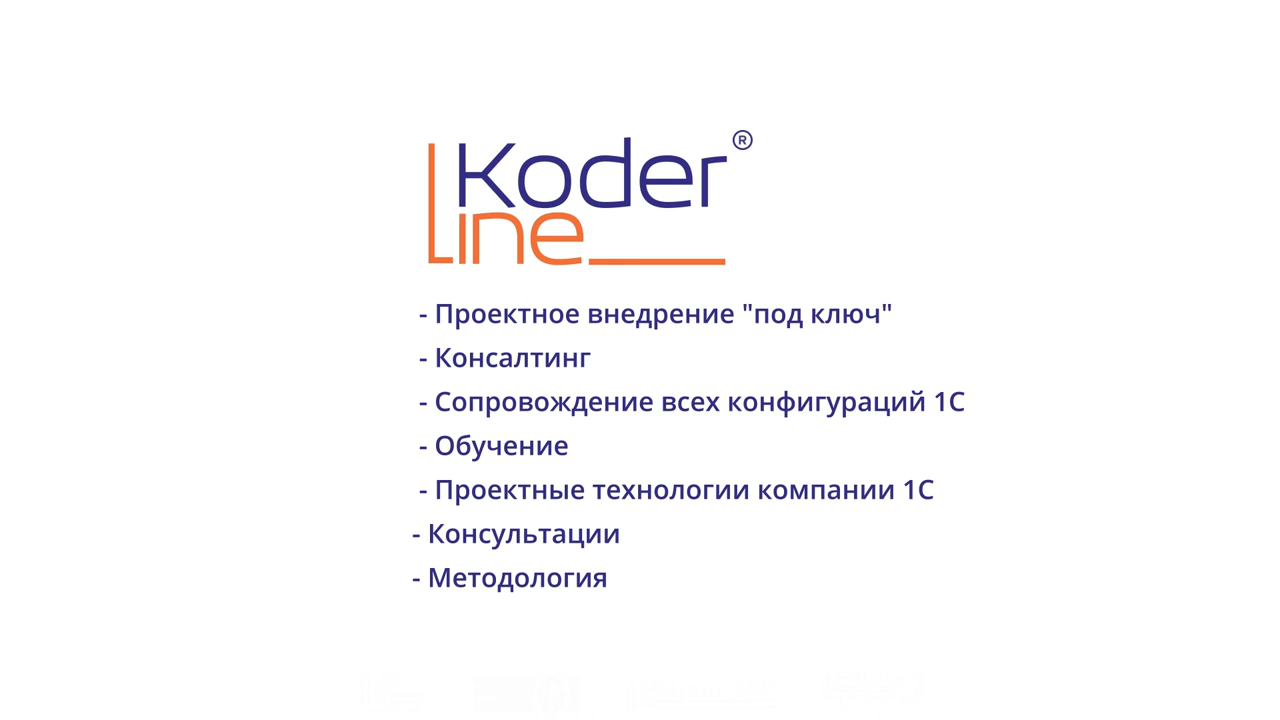 Koder®
Line
- Проектное внедрение "под ключ"
- Консалтинг
- Сопровождение всех конфигураций 1С
- Обучение
- Проектные технологии компании 1С
- Консультации
- Методология